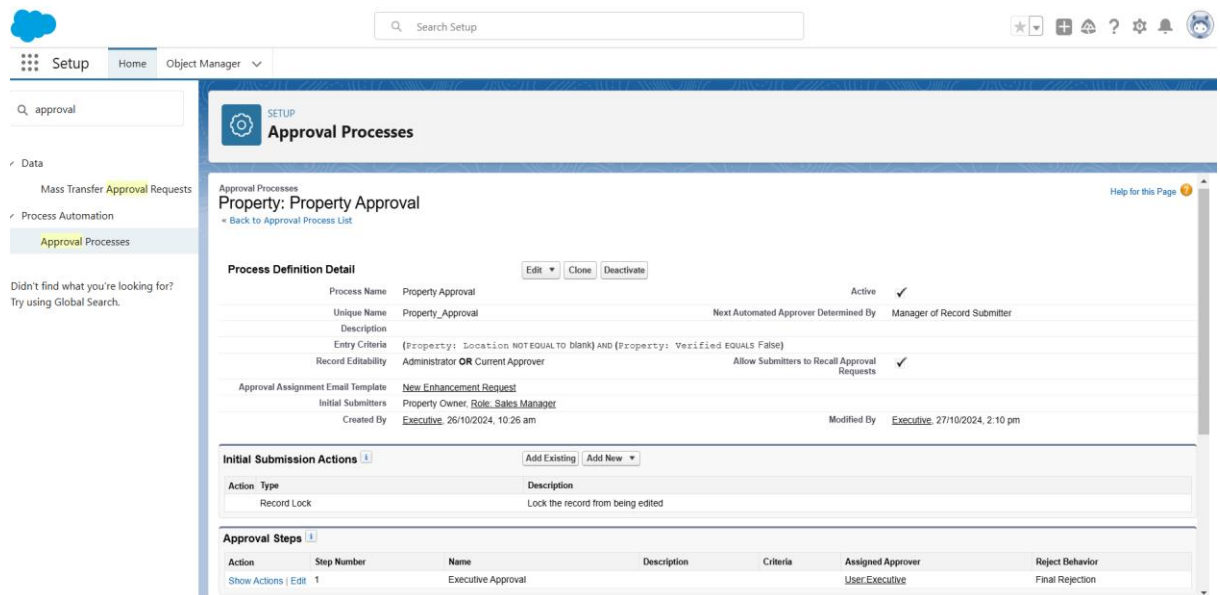 Search Setup
Setup Home Object Manager
approval
Data
Mass Transfer Approval Requests
Process Automation
Approval Processes
Didn't find what you're looking for?
Try using Global Search.
SETUP
Approval Processes
Approval Processes
Property: Property Approval
« Back to Approval Process List
Help for this Page
Process Definition Detail Edit Clone Deactivate
Process Name Property Approval Active
Unique Name Property_Approval Next Automated Approver Determined By Manager of Record Submitter
Description
Entry Criteria (Property: Location NOT EQUAL TO blank) AND (Property: Verified EQUALS False)
Record Editability Administrator OR Current Approver Allow Submitters to Recall Approval
Requests
Approval Assignment Email Template New Enhancement Request
Initial Submitters Property Owner, Role: Sales Manager
Created By Executive, 26/10/2024, 10:26 am Modified By Executive, 27/10/2024, 2:10 pm
Initial Submission Actions i Add Existing Add New
Action Type Description
Record Lock Lock the record from being edited
Approval Steps i
Action Step Number Name Description Criteria Assigned Approver Reject Behavior
Show Actions | Edit 1 Executive Approval User:Executive Final Rejection